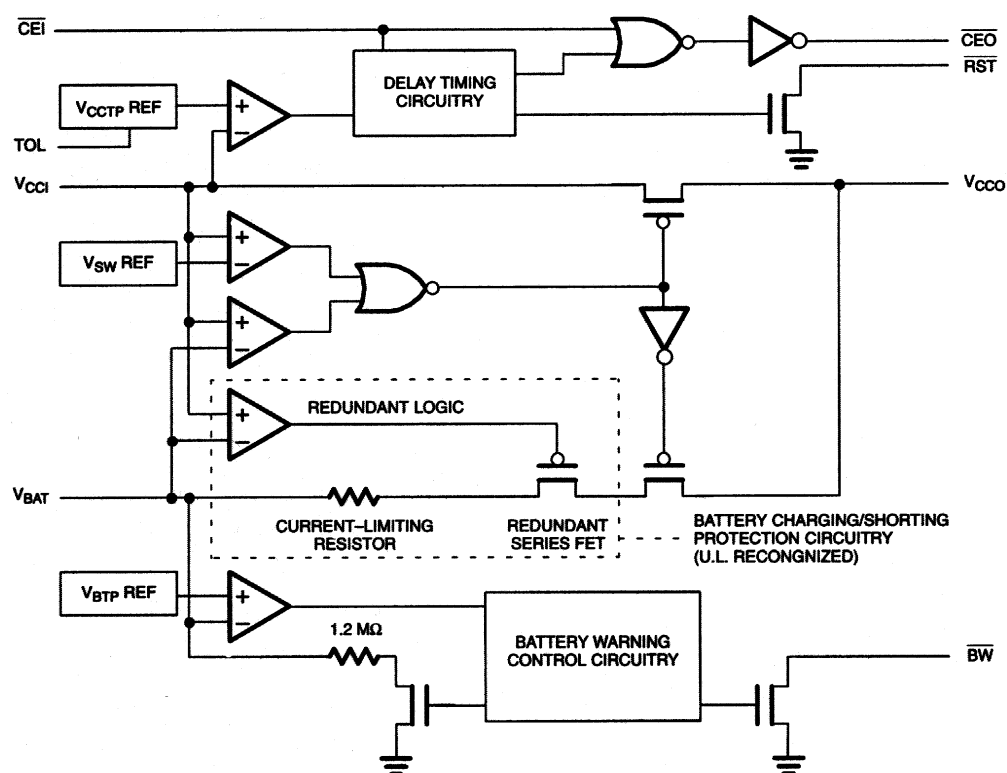 CEI
CEO
DELAY TIMING
CIRCUITRY
RST
VCCTP REF
+
−
TOL
VCCI
VCCO
+
−
VSW REF
+
−
REDUNDANT LOGIC
+
−
VBAT
CURRENT–LIMITING
RESISTOR
REDUNDANT
SERIES FET
BATTERY CHARGING/SHORTING
PROTECTION CIRCUITRY
(U.L. RECONGNIZED)
VBTP REF
+
−
1.2 MΩ
BATTERY WARNING
CONTROL CIRCUITRY
BW